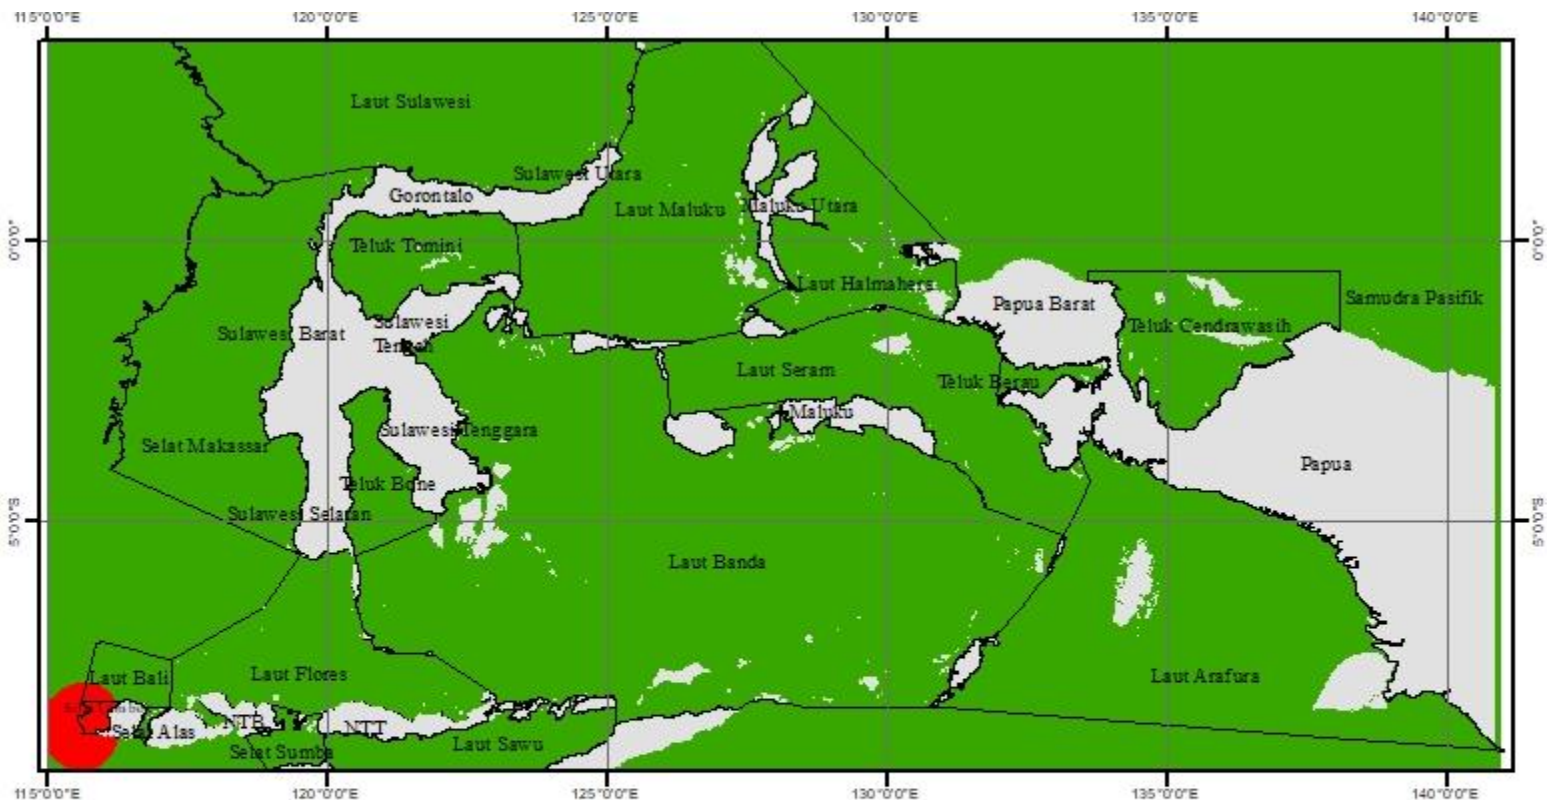 115°0'0"E 120°0'0"E 125°0'0"E 130°0'0"E 135°0'0"E 140°0'0"E
Laut Sulawesi
Sulawesi Utara
Gorontalo
Laut Maluku
Maluku Utara
0°0'0"
Teluk Tomini
0°0'0"
Laut Halmahera
Papua Barat
Samudra Pasifik
Sulawesi Barat
Sulawesi
Tengah
Teluk Cendrawasih
Laut Seram
Teluk Berau
Maluku
Sulawesi Tenggara
Selat Makassar
Papua
Teluk Bone
Sulawesi Selatan
5°0'0"S
5°0'0"S
Laut Banda
Laut Bali
Laut Flores
Laut Arafura
Selat Alas
NTB
NTT
Selat Sumba
Laut Sawu
115°0'0"E 120°0'0"E 125°0'0"E 130°0'0"E 135°0'0"E 140°0'0"E